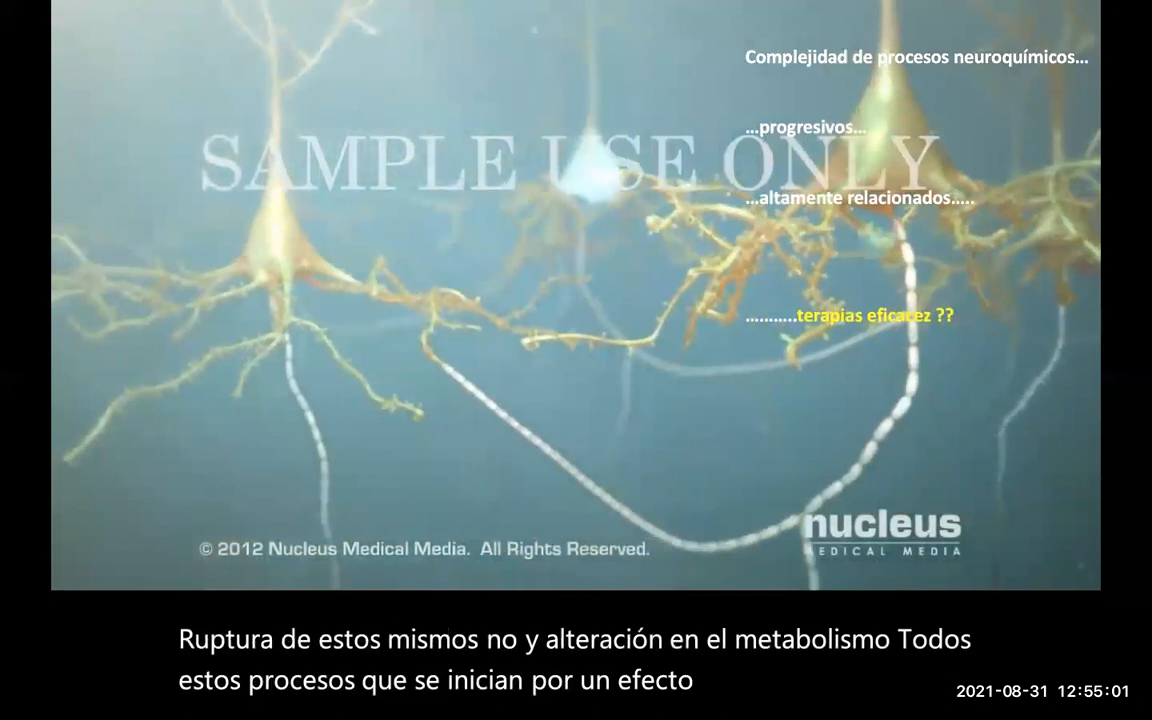 Complejidad de procesos neuroquímicos...
...progresivos...
SAMPLE USE ONLY
...altamente relacionados.....
...........terapias eficacez ??
nucleus
MEDICAL MEDIA
© 2012 Nucleus Medical Media. All Rights Reserved.
Ruptura de estos mismos no y alteración en el metabolismo Todos
estos procesos que se inician por un efecto
2021-08-31 12:55:01